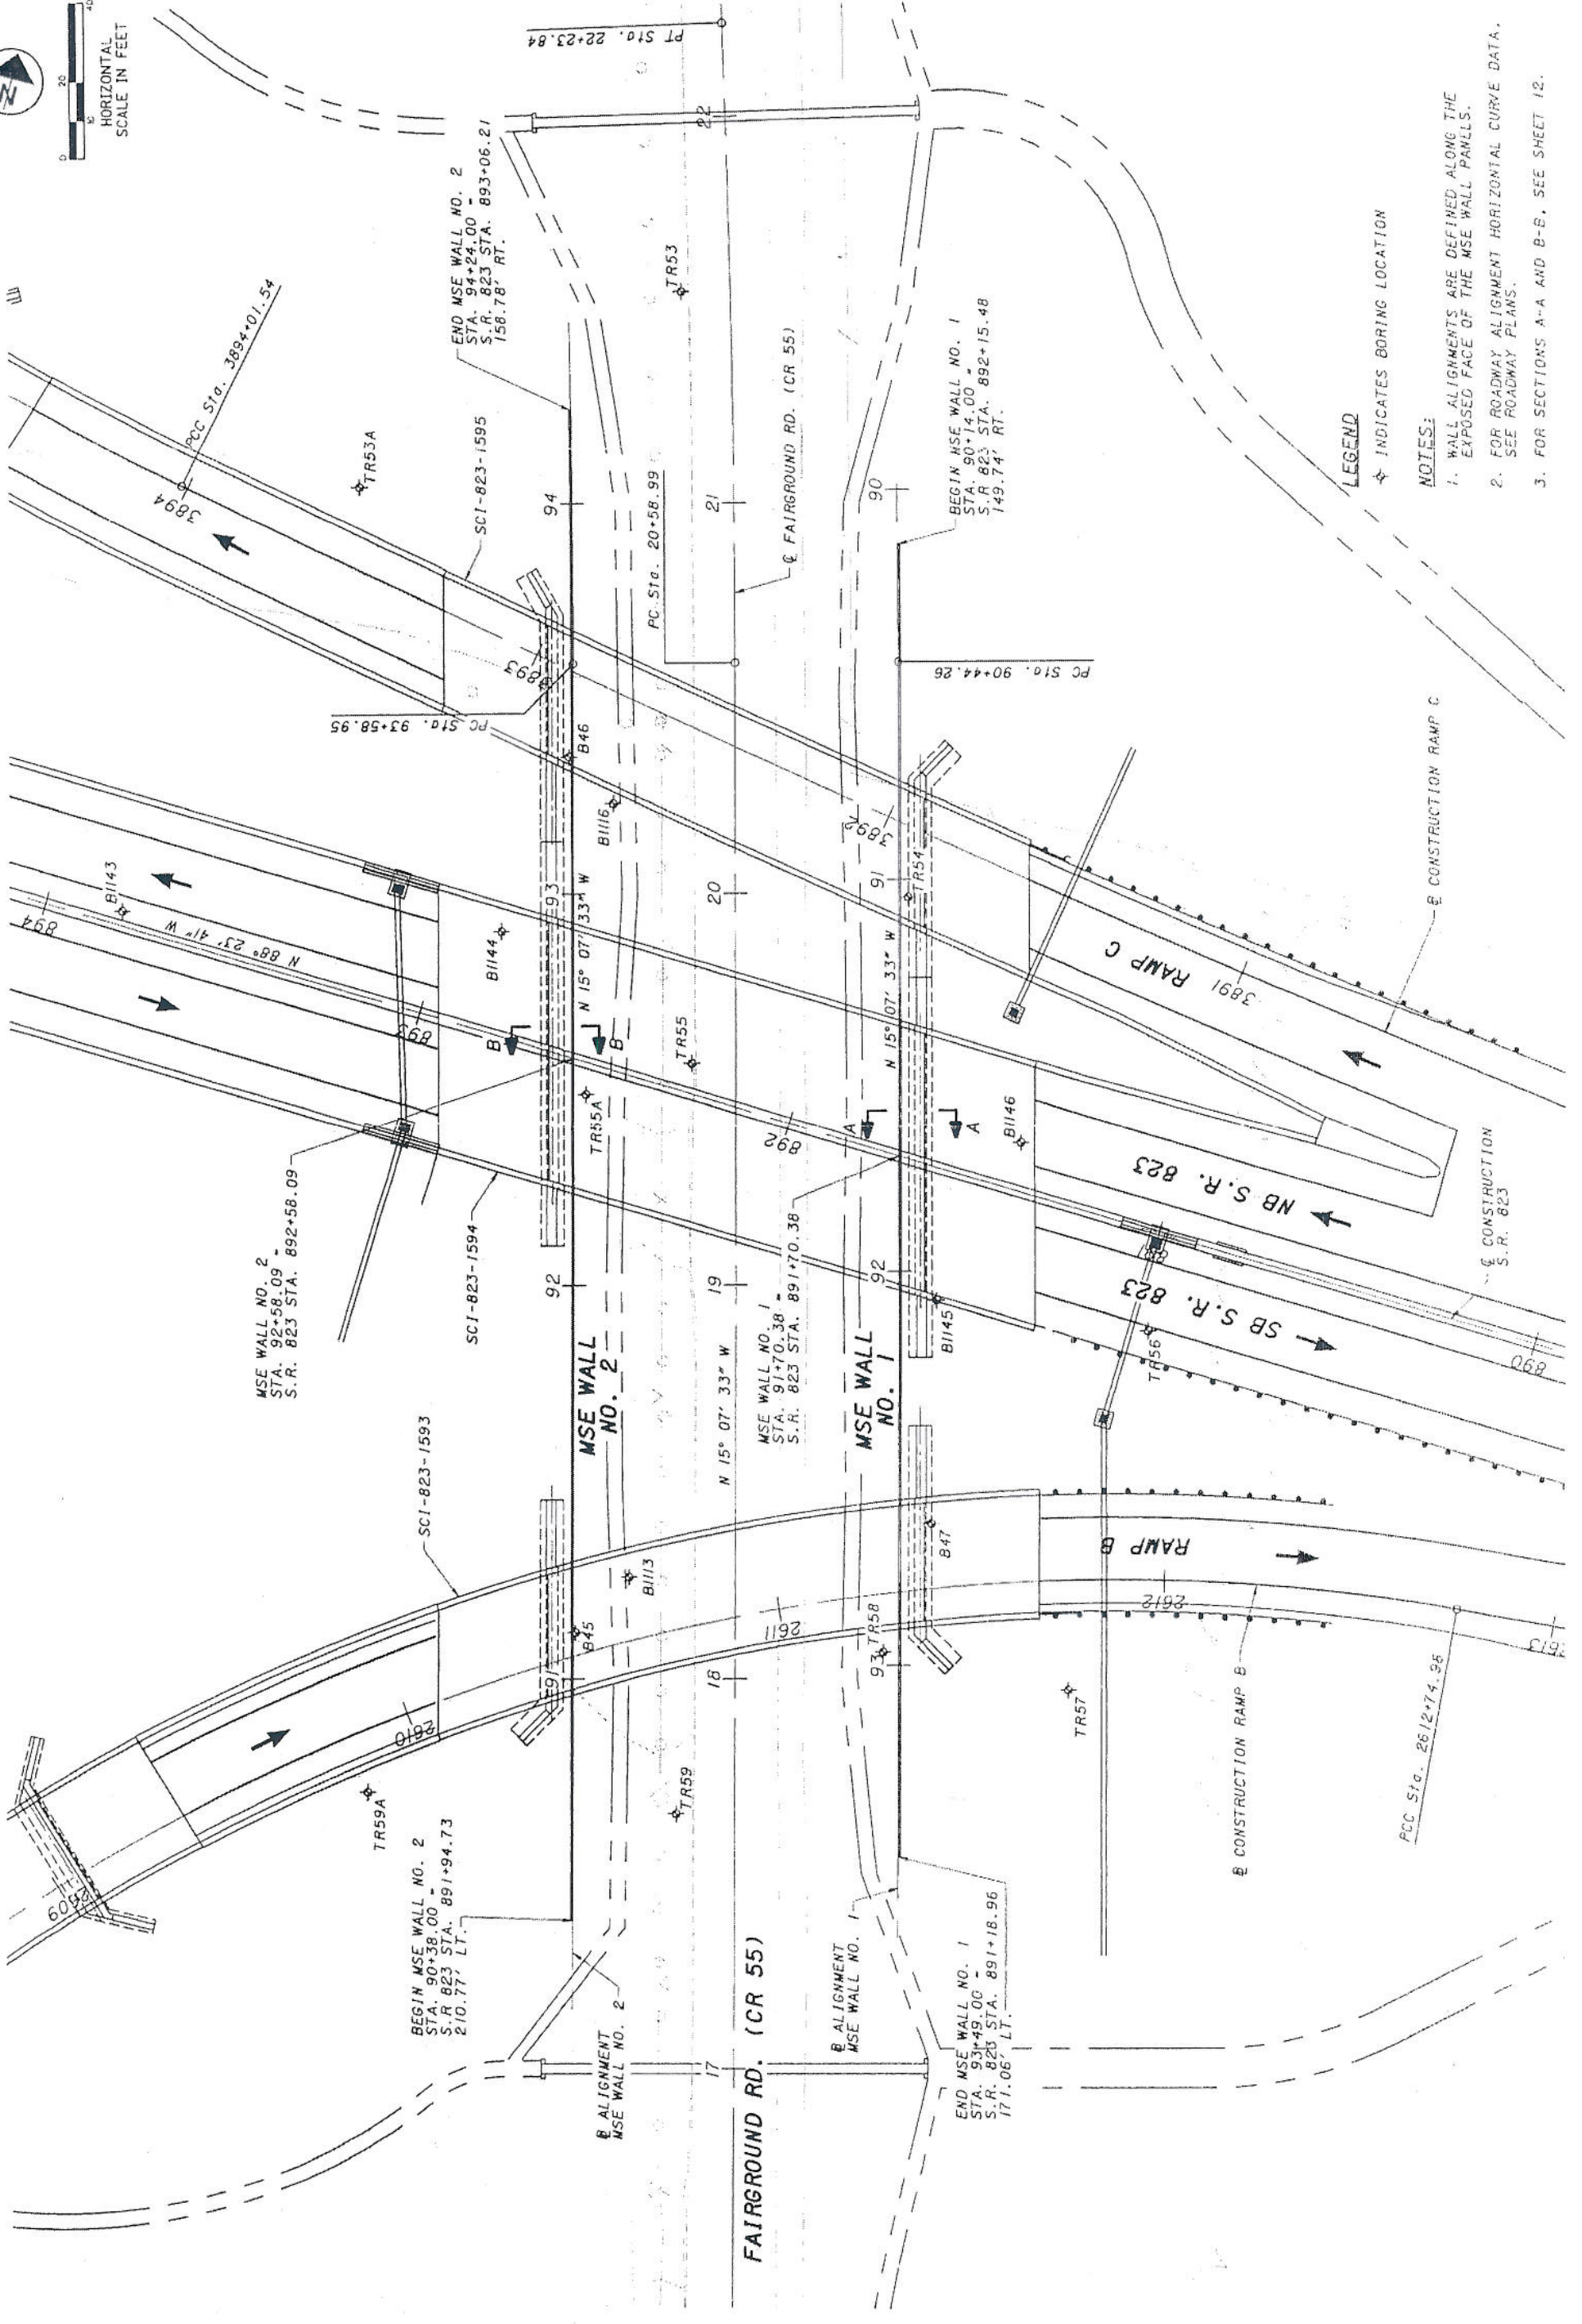 0
10
20
40
HORIZONTAL
SCALE IN FEET
N
PT Sta. 22+23.84
22
END MSE WALL NO. 2
STA. 94+24.00 =
S.R. 823 STA. 893+06.21
158.78' RT.
PCC Sta. 3894+01.54
3894
TR53A
TR53
SCI-823-1595
94
PC Sta. 20+58.99
21
℄ FAIRGROUND RD. (CR 55)
90
BEGIN MSE WALL NO. 1
STA. 90+14.00 =
S.R 823 STA. 892+15.48
149.74' RT.
LEGEND
INDICATES BORING LOCATION
NOTES:
1. WALL ALIGNMENTS ARE DEFINED ALONG THE
EXPOSED FACE OF THE MSE WALL PANELS.
2. FOR ROADWAY ALIGNMENT HORIZONTAL CURVE DATA,
SEE ROADWAY PLANS.
3. FOR SECTIONS A-A AND B-B, SEE SHEET 12.
3893
PC Sta. 93+58.95
PC Sta. 90+44.26
B46
B1116
3892
TR54
91
20
93
N 15° 07' 33" W
N 15° 07' 33" W
B1143
894
N 88° 23' 41" W
B1144
893
B
B
TR55
TR55A
892
A
A
B1146
RAMP C
3891
℄ CONSTRUCTION RAMP C
NB S.R. 823
SB S.R. 823
℄ CONSTRUCTION
S.R. 823
890
MSE WALL NO. 2
STA. 92+58.09 =
S.R. 823 STA. 892+58.09
SCI-823-1594
92
19
92
B1145
TR56
MSE WALL
NO. 2
MSE WALL NO. 1
STA. 91+70.38 =
S.R. 823 STA. 891+70.38
MSE WALL
NO. 1
N 15° 07' 33" W
SCI-823-1593
B1113
B45
91
2611
18
TR58
93
B47
RAMP B
2612
2613
℄ CONSTRUCTION RAMP B
PCC Sta. 2612+74.95
TR57
2610
TR59A
TR59
2609
BEGIN MSE WALL NO. 2
STA. 90+38.00 =
S.R 823 STA. 891+94.73
210.77' LT.
℄ ALIGNMENT
MSE WALL NO. 2
17
FAIRGROUND RD. (CR 55)
℄ ALIGNMENT
MSE WALL NO. 1
END MSE WALL NO. 1
STA. 93+49.00 =
S.R. 823 STA. 891+18.96
171.06' LT.